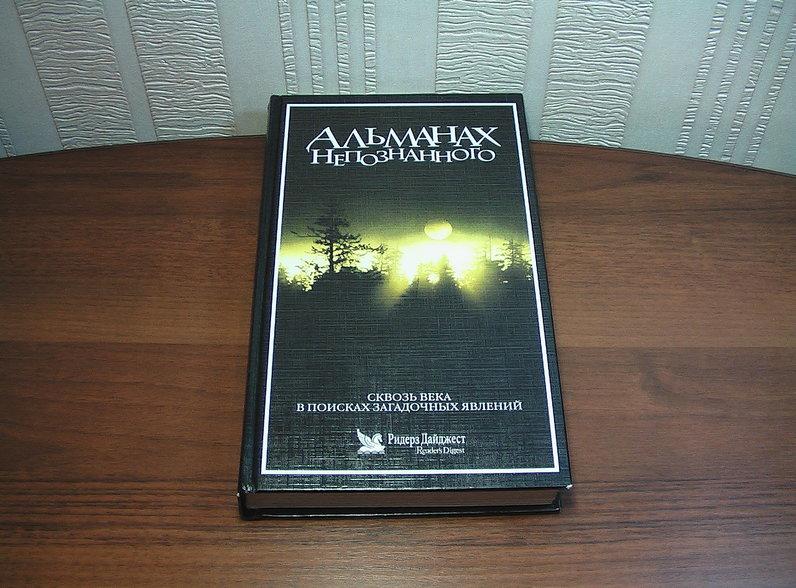 Альманах
Непознанного
СКВОЗЬ ВЕКА
В ПОИСКАХ ЗАГАДОЧНЫХ ЯВЛЕНИЙ
Ридерз Дайджест
Reader's Digest